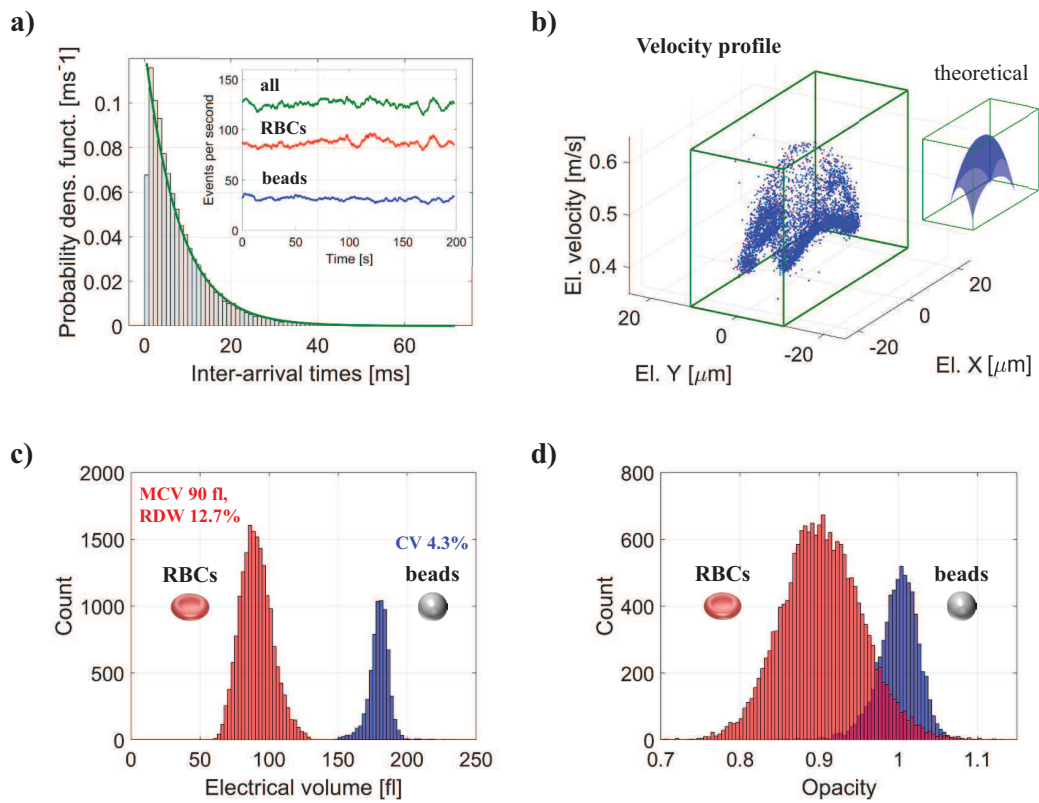 a)
Probability dens. funct. [ms⁻¹]
0.1
0.08
0.06
0.04
0.02
0
0 20 40 60
Inter-arrival times [ms]
Events per second
150
100
50
0
all
RBCs
beads
0 50 100 150 200
Time [s]
b)
Velocity profile
theoretical
El. velocity [m/s]
0.6
0.5
0.4
20
0
-20
El. Y [μm]
20
0
-20
El. X [μm]
c)
Count
2000
1500
1000
500
0
MCV 90 fl,
RDW 12.7%
CV 4.3%
RBCs beads
0 50 100 150 200 250
Electrical volume [fl]
d)
Count
800
600
400
200
0
RBCs beads
0.7 0.8 0.9 1 1.1
Opacity